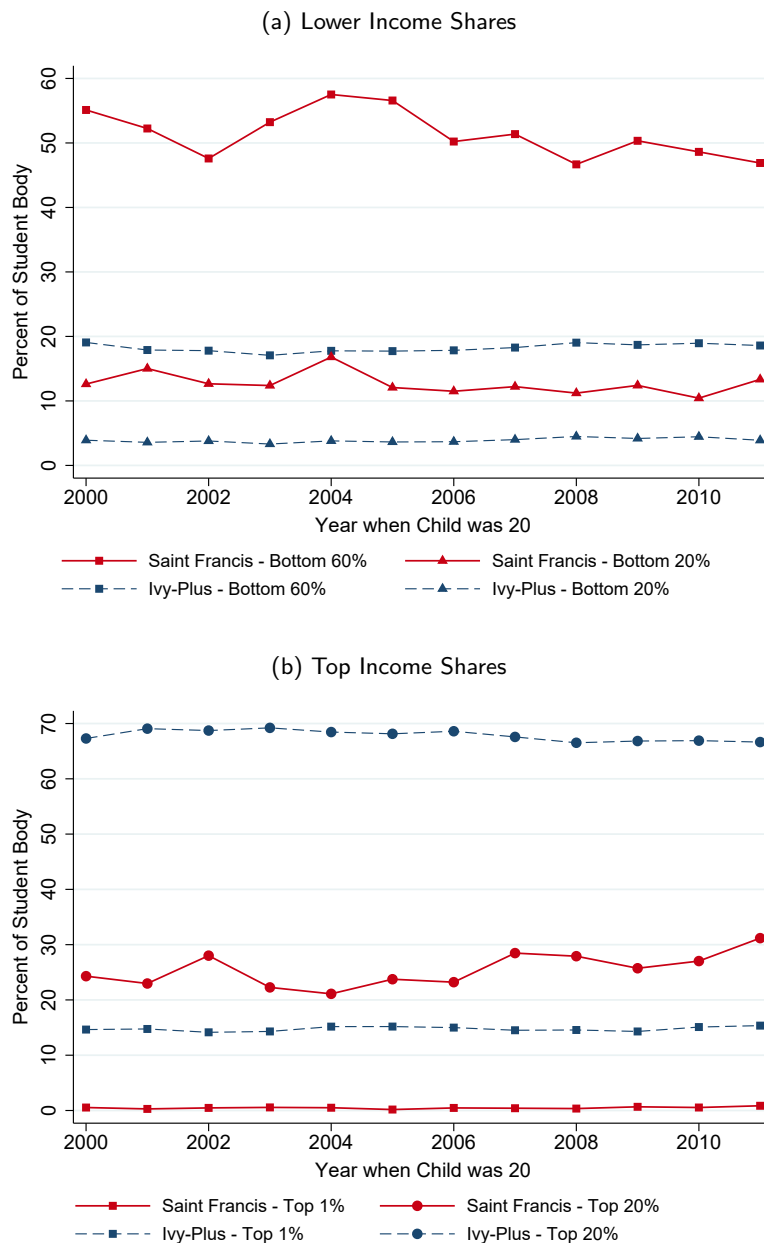 (a) Lower Income Shares
Percent of Student Body
60
50
40
30
20
10
0
2000 2002 2004 2006 2008 2010
Year when Child was 20
Saint Francis - Bottom 60% Saint Francis - Bottom 20%
Ivy-Plus - Bottom 60% Ivy-Plus - Bottom 20%
(b) Top Income Shares
Percent of Student Body
70
60
50
40
30
20
10
0
2000 2002 2004 2006 2008 2010
Year when Child was 20
Saint Francis - Top 1% Saint Francis - Top 20%
Ivy-Plus - Top 1% Ivy-Plus - Top 20%